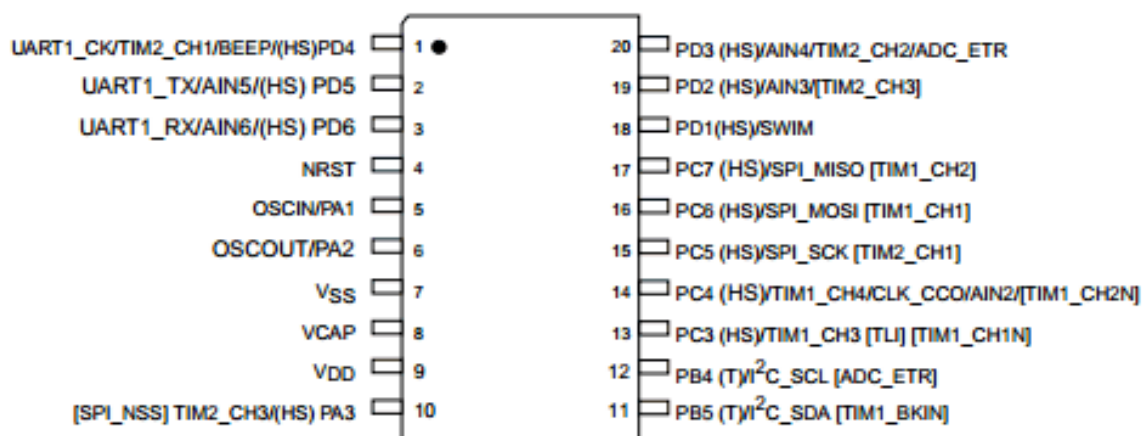 UART1_CK/TIM2_CH1/BEEP/(HS)PD4 1 20 PD3 (HS)/AIN4/TIM2_CH2/ADC_ETR
UART1_TX/AIN5/(HS) PD5 2 19 PD2 (HS)/AIN3/[TIM2_CH3]
UART1_RX/AIN6/(HS) PD6 3 18 PD1(HS)/SWIM
NRST 4 17 PC7 (HS)/SPI_MISO [TIM1_CH2]
OSCIN/PA1 5 16 PC6 (HS)/SPI_MOSI [TIM1_CH1]
OSCOUT/PA2 6 15 PC5 (HS)/SPI_SCK [TIM2_CH1]
VSS 7 14 PC4 (HS)/TIM1_CH4/CLK_CCO/AIN2/[TIM1_CH2N]
VCAP 8 13 PC3 (HS)/TIM1_CH3 [TLI] [TIM1_CH1N]
VDD 9 12 PB4 (T)/I²C_SCL [ADC_ETR]
[SPI_NSS] TIM2_CH3/(HS) PA3 10 11 PB5 (T)/I²C_SDA [TIM1_BKIN]